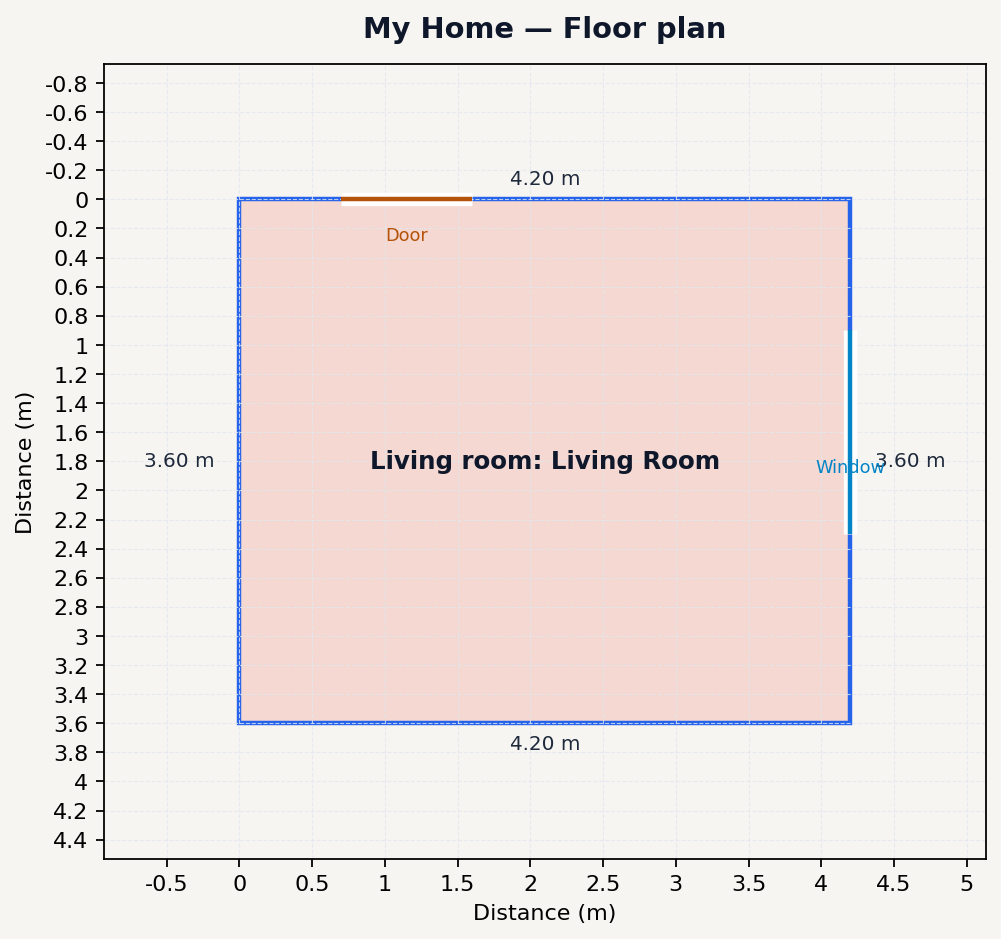 My Home — Floor plan
-0.8
-0.6
-0.4
-0.2
4.20 m
0
0.2
Door
0.4
0.6
0.8
1
1.2
1.4
1.6
1.8
3.60 m
Living room: Living Room
Window
3.60 m
2
2.2
2.4
2.6
2.8
3
3.2
3.4
3.6
4.20 m
3.8
4
4.2
4.4
Distance (m)
-0.5 0 0.5 1 1.5 2 2.5 3 3.5 4 4.5 5
Distance (m)